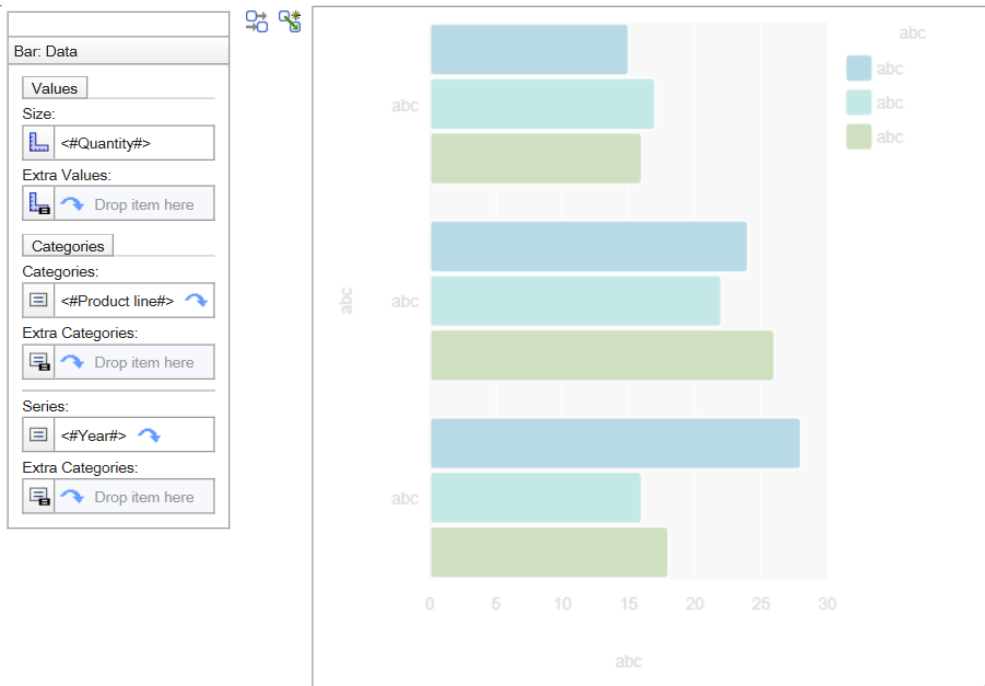 Bar: Data
Values
Size:
<#Quantity#>
Extra Values:
Drop item here
Categories
Categories:
<#Product line#>
Extra Categories:
Drop item here
Series:
<#Year#>
Extra Categories:
Drop item here
abc
abc
abc
abc
abc
abc
abc
abc
0 5 10 15 20 25 30
abc